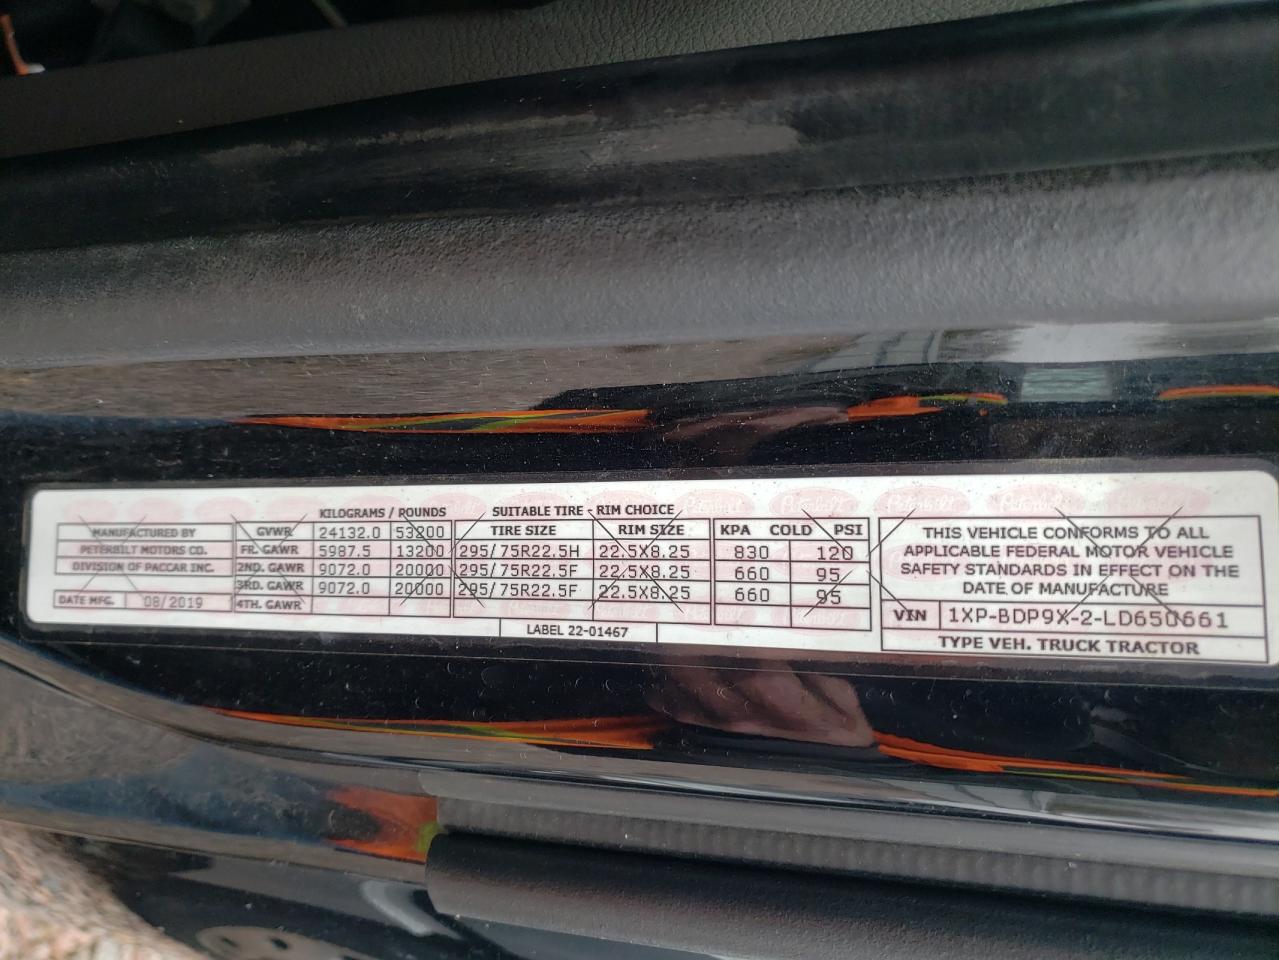 Peterbilt Peterbilt Peterbilt Peterbilt Peterbilt
KILOGRAMS / POUNDS SUITABLE TIRE - RIM CHOICE
MANUFACTURED BY GVWR 24132.0 53200 TIRE SIZE RIM SIZE KPA COLD PSI
PETERBILT MOTORS CO. FR. GAWR 5987.5 13200 295/75R22.5H 22.5X8.25 830 120
DIVISION OF PACCAR INC. 2ND. GAWR 9072.0 20000 295/75R22.5F 22.5X8.25 660 95
3RD. GAWR 9072.0 20000 295/75R22.5F 22.5X8.25 660 95
DATE MFG. 08/2019 4TH. GAWR
LABEL 22-01467
THIS VEHICLE CONFORMS TO ALL
APPLICABLE FEDERAL MOTOR VEHICLE
SAFETY STANDARDS IN EFFECT ON THE
DATE OF MANUFACTURE
VIN 1XP-BDP9X-2-LD650661
TYPE VEH. TRUCK TRACTOR